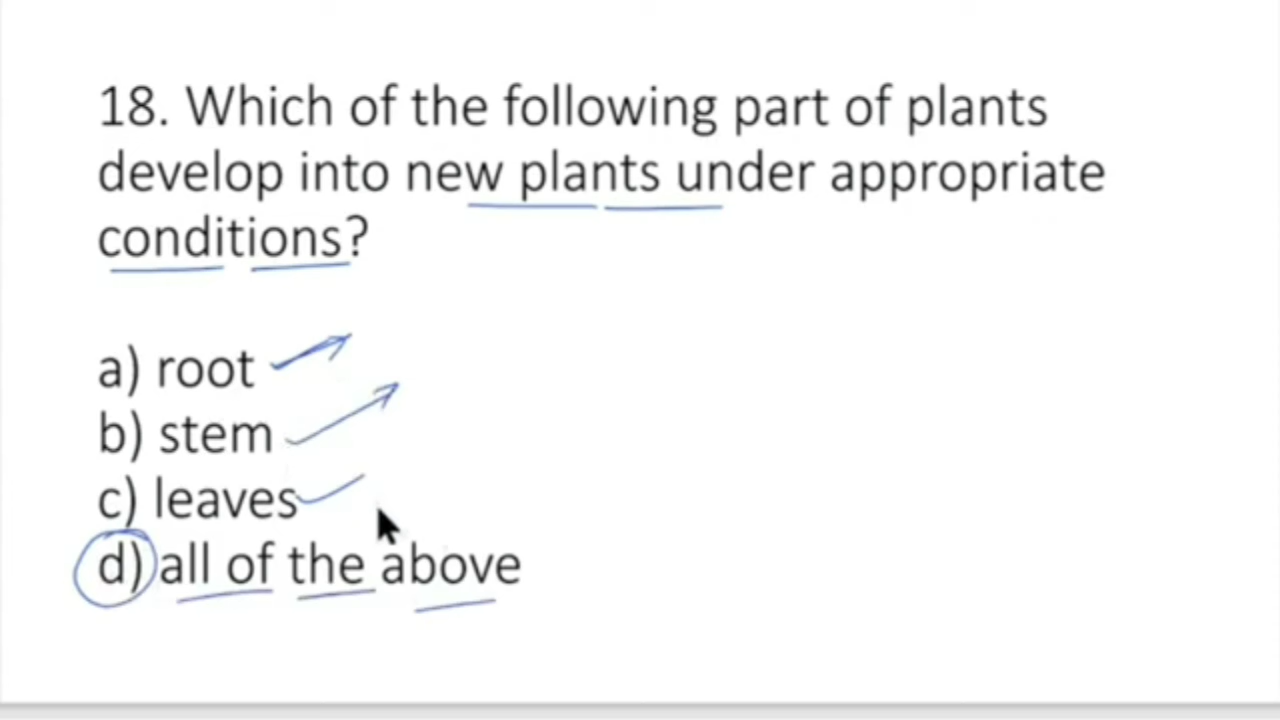 18. Which of the following part of plants
develop into new plants under appropriate
conditions?
a) root
b) stem
c) leaves
d) all of the above